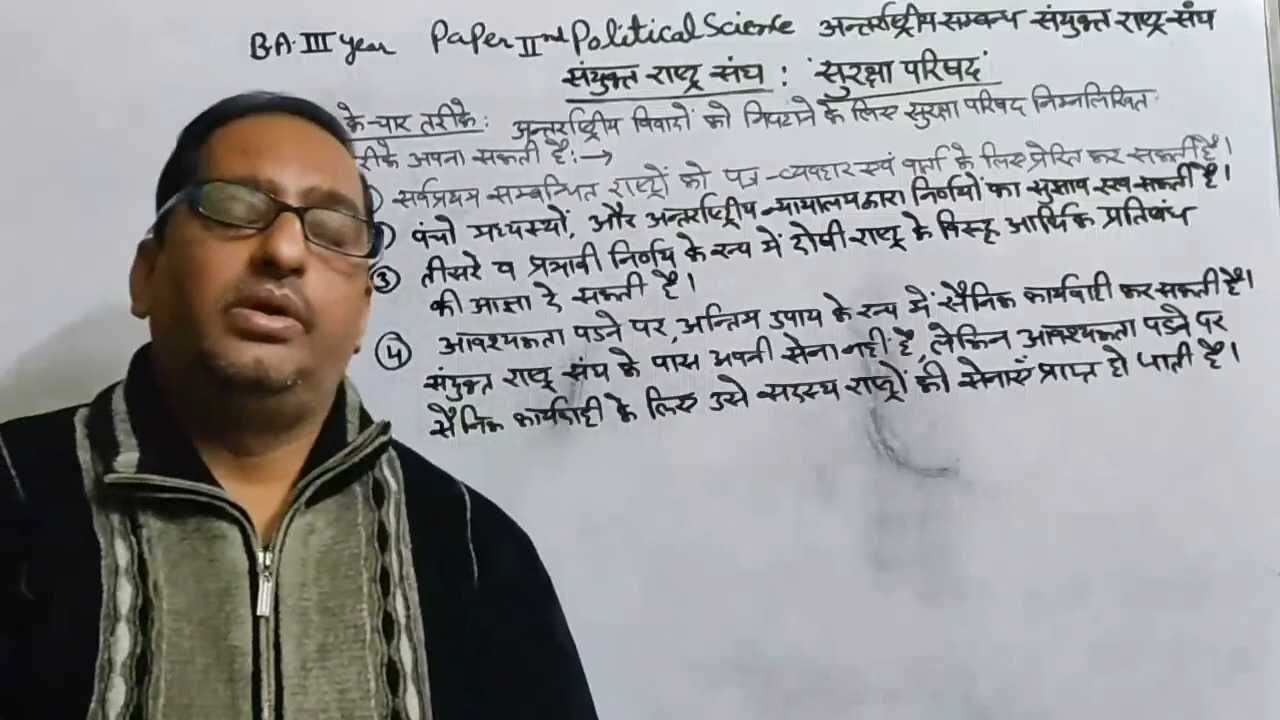 B.A. III year Paper IInd Political Science अन्तर्राष्ट्रीय सम्बन्ध संयुक्त राष्ट्र संघ
संयुक्त राष्ट्र संघ : 'सुरक्षा परिषद'
के चार तरीके: अन्तर्राष्ट्रीय विवादों को निपटाने के लिए सुरक्षा परिषद निम्नलिखित
रीके अपना सकती है:→
सर्वप्रथम सम्बन्धित राष्ट्रों को पत्र-व्यवहार एवं वार्ता के लिए प्रेरित कर सकती है।
पंचो मध्यस्यों, और अन्तर्राष्ट्रीय न्यायालय द्वारा निर्णयों का सुझाव रख सकती है।
③ तीसरे व प्रभावी निर्णय के रूप में दोषी राष्ट्र के विरूद्ध आर्थिक प्रतिबंध
की आज्ञा दे सकती है।
④ आवश्यकता पडने पर, अन्तिम उपाय के रूप में सैनिक कार्यवाही कर सकती है।
संयुक्त राष्ट्र संघ के पास अपनी सेना नही है, लेकिन आवश्यकता पडने पर
सैनिक कार्यवाही के लिए उसे सदस्य राष्ट्रों की सेनाएँ प्राप्त हो पाती है।